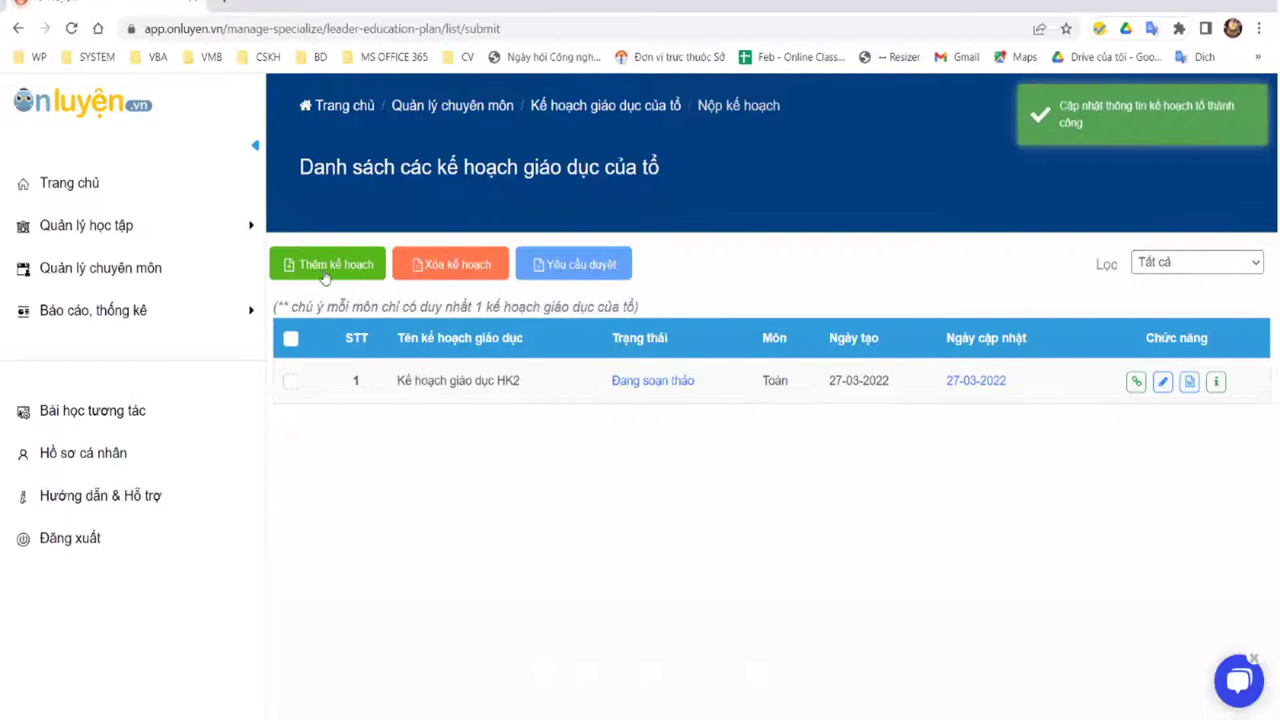 app.onluyen.vn/manage-specialize/leader-education-plan/list/submit
WP SYSTEM VBA VMB CSKH BD MS OFFICE 365 CV Ngày hội Công ngh... Đơn vị trực thuộc Sở Feb - Online Class... -- Resizer Gmail Maps Drive của tôi - Goo... Dịch »
ôn luyện .vn
Trang chủ / Quản lý chuyên môn / Kế hoạch giáo dục của tổ / Nộp kế hoạch
Cập nhật thông tin kế hoạch tổ thành
công
Danh sách các kế hoạch giáo dục của tổ
Trang chủ
Quản lý học tập
Quản lý chuyên môn
Báo cáo, thống kê
Bài học tương tác
Hồ sơ cá nhân
Hướng dẫn & Hỗ trợ
Đăng xuất
Thêm kế hoạch Xóa kế hoạch Yêu cầu duyệt Lọc Tất cả
(** chú ý mỗi môn chỉ có duy nhất 1 kế hoạch giáo dục của tổ)
STT Tên kế hoạch giáo dục Trạng thái Môn Ngày tạo Ngày cập nhật Chức năng
1 Kế hoạch giáo dục HK2 Đang soạn thảo Toán 27-03-2022 27-03-2022